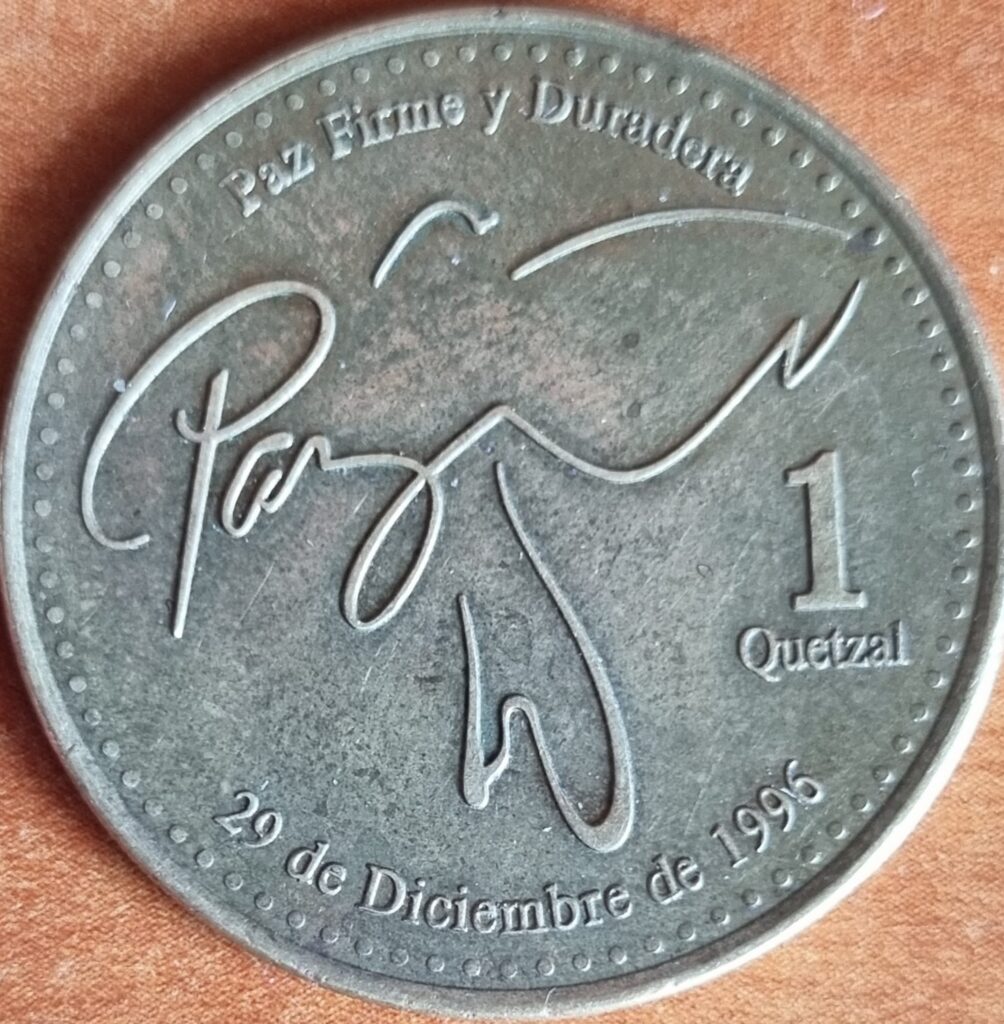 Paz Firme y Duradera
Paz
1
Quetzal
29 de Diciembre de 1996